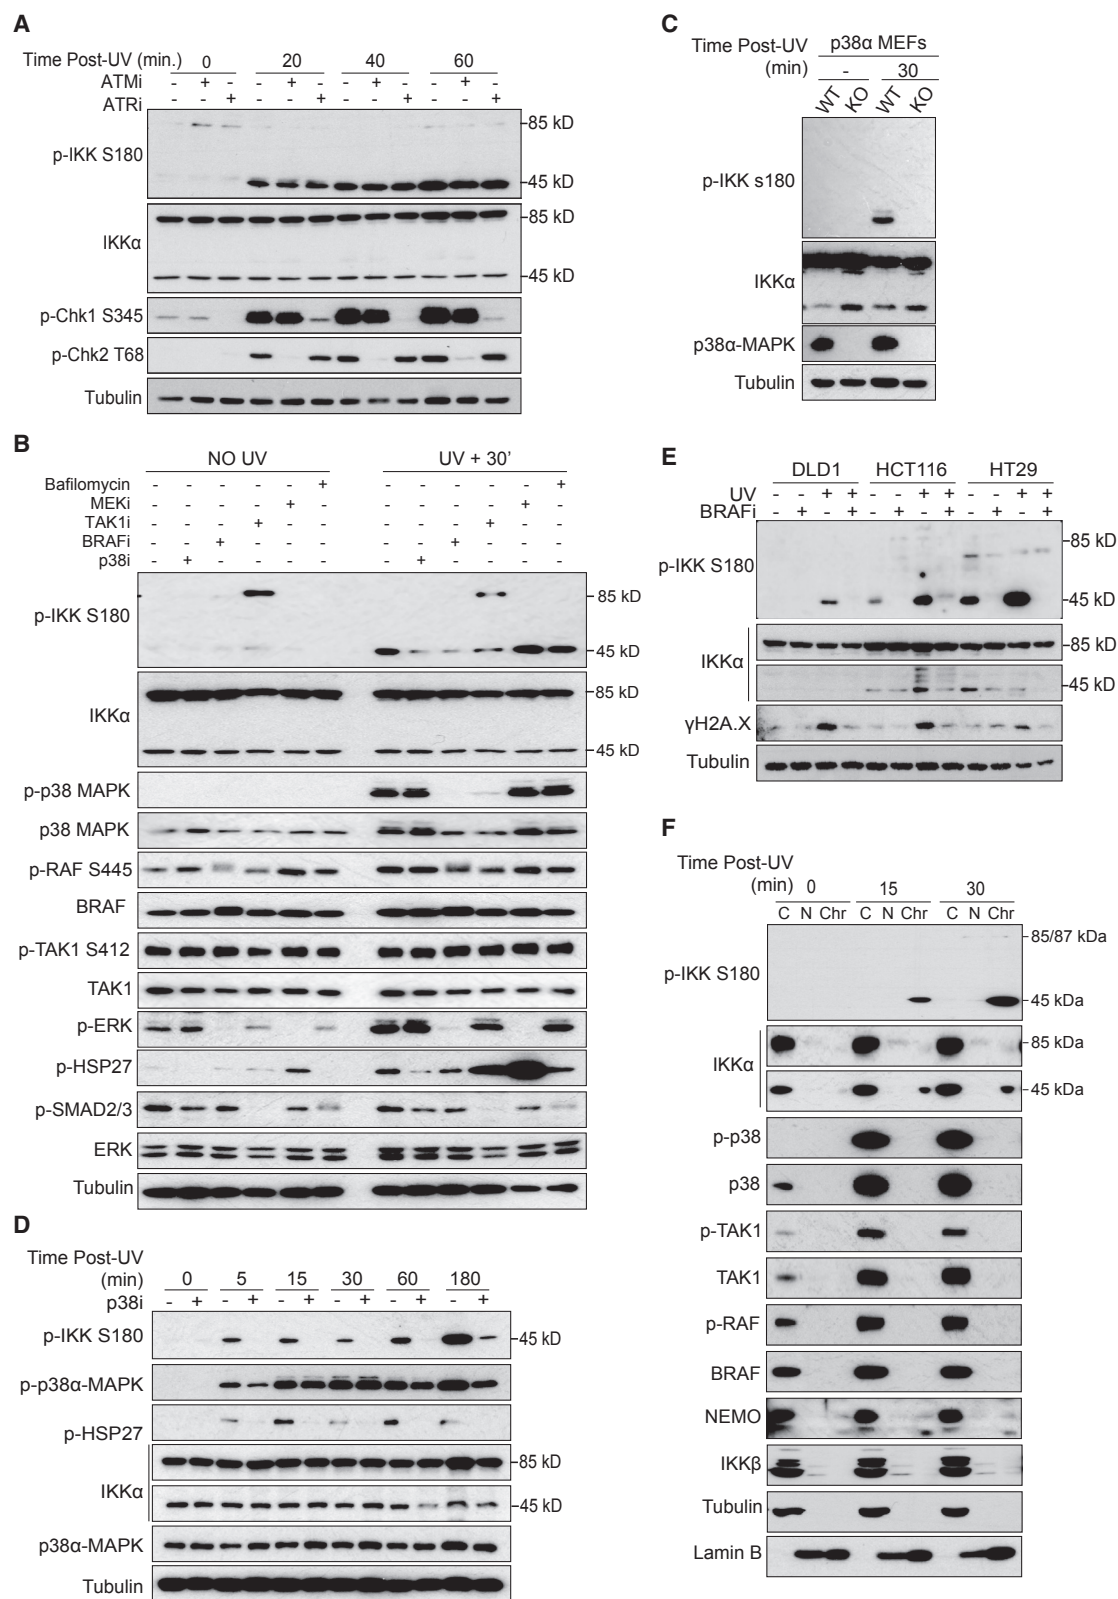 A
Time Post-UV (min.) 0 20 40 60
ATMi - + - - + - - + - - + -
ATRi - - + - - + - - + - - +
p-IKK S180
85 kD
45 kD
IKKα
85 kD
45 kD
p-Chk1 S345
p-Chk2 T68
Tubulin
B
NO UV UV + 30’
Bafilomycin - - - - - + - - - - - +
MEKi - - - - + - - - - - + -
TAK1i - - - + - - - - - + - -
BRAFi - - + - - - - - + - - -
p38i - + - - - - - + - - - -
p-IKK S180
85 kD
45 kD
IKKα
85 kD
45 kD
p-p38 MAPK
p38 MAPK
p-RAF S445
BRAF
p-TAK1 S412
TAK1
p-ERK
p-HSP27
p-SMAD2/3
ERK
Tubulin
D
Time Post-UV
(min) 0 5 15 30 60 180
p38i - + - + - + - + - + - +
p-IKK S180
45 kD
p-p38α-MAPK
p-HSP27
IKKα
85 kD
45 kD
p38α-MAPK
Tubulin
C
Time Post-UV p38α MEFs
(min) - 30
WT KO WT KO
p-IKK s180
IKKα
p38α-MAPK
Tubulin
E
DLD1 HCT116 HT29
UV - - + + - - + + - - + +
BRAFi - + - + - + - + - + - +
p-IKK S180
85 kD
45 kD
IKKα
85 kD
45 kD
γH2A.X
Tubulin
F
Time Post-UV
(min) 0 15 30
C N Chr C N Chr C N Chr
p-IKK S180
85/87 kDa
45 kDa
IKKα
85 kDa
45 kDa
p-p38
p38
p-TAK1
TAK1
p-RAF
BRAF
NEMO
IKKβ
Tubulin
Lamin B